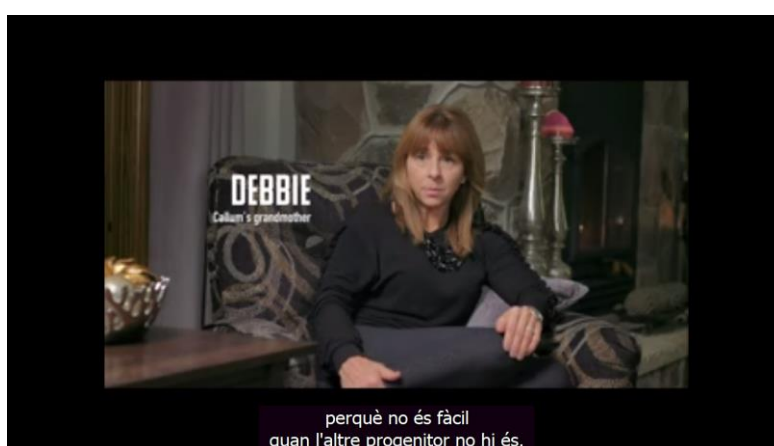 DEBBIE
Callum's grandmother
perquè no és fàcil
quan l'altre progenitor no hi és.